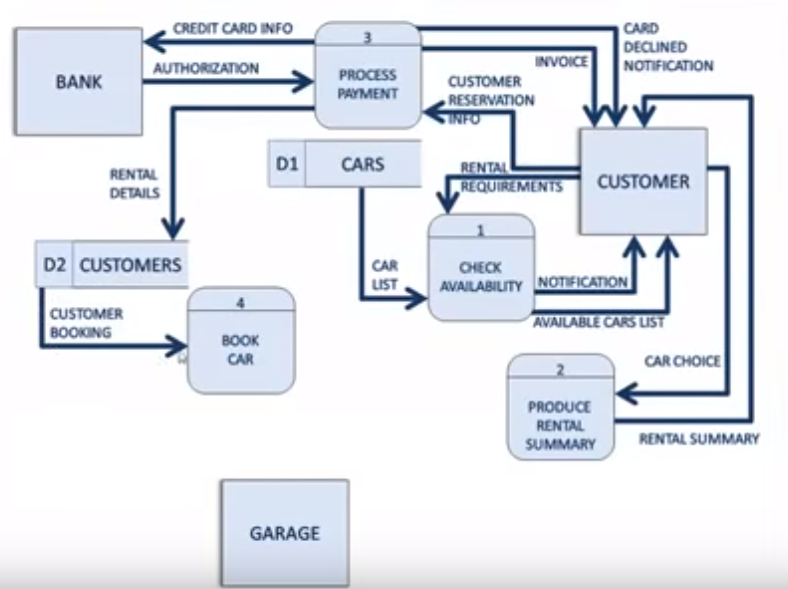 CREDIT CARD INFO
BANK
AUTHORIZATION
3
PROCESS
PAYMENT
INVOICE
CARD
DECLINED
NOTIFICATION
CUSTOMER
RESERVATION
INFO
RENTAL
DETAILS
D1 CARS
RENTAL
REQUIREMENTS
CUSTOMER
D2 CUSTOMERS
CAR
LIST
1
CHECK
AVAILABILITY
NOTIFICATION
AVAILABLE CARS LIST
CUSTOMER
BOOKING
4
BOOK
CAR
CAR CHOICE
2
PRODUCE
RENTAL
SUMMARY
RENTAL SUMMARY
GARAGE